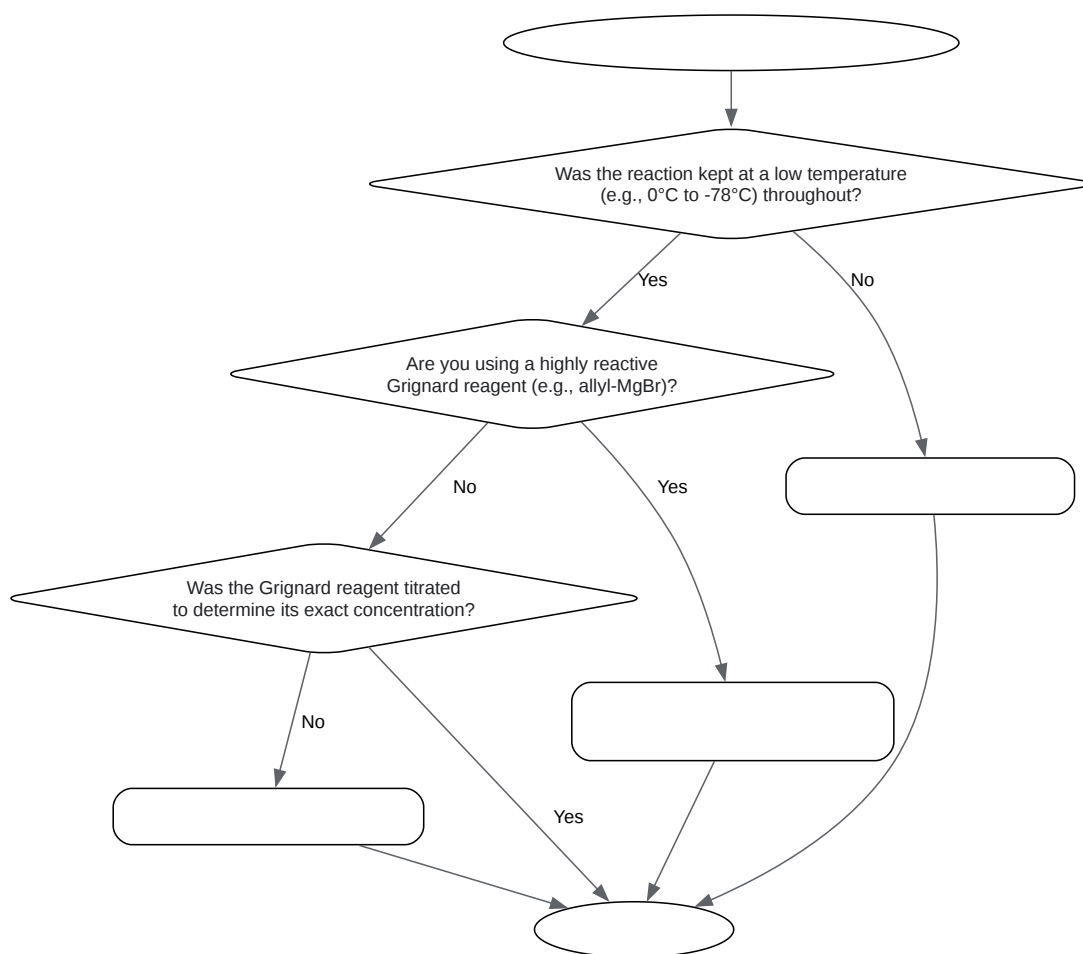 Was the reaction kept at a low temperature
(e.g., 0°C to -78°C) throughout?
Yes
No
Are you using a highly reactive
Grignard reagent (e.g., allyl-MgBr)?
No
Yes
Was the Grignard reagent titrated
to determine its exact concentration?
No
Yes